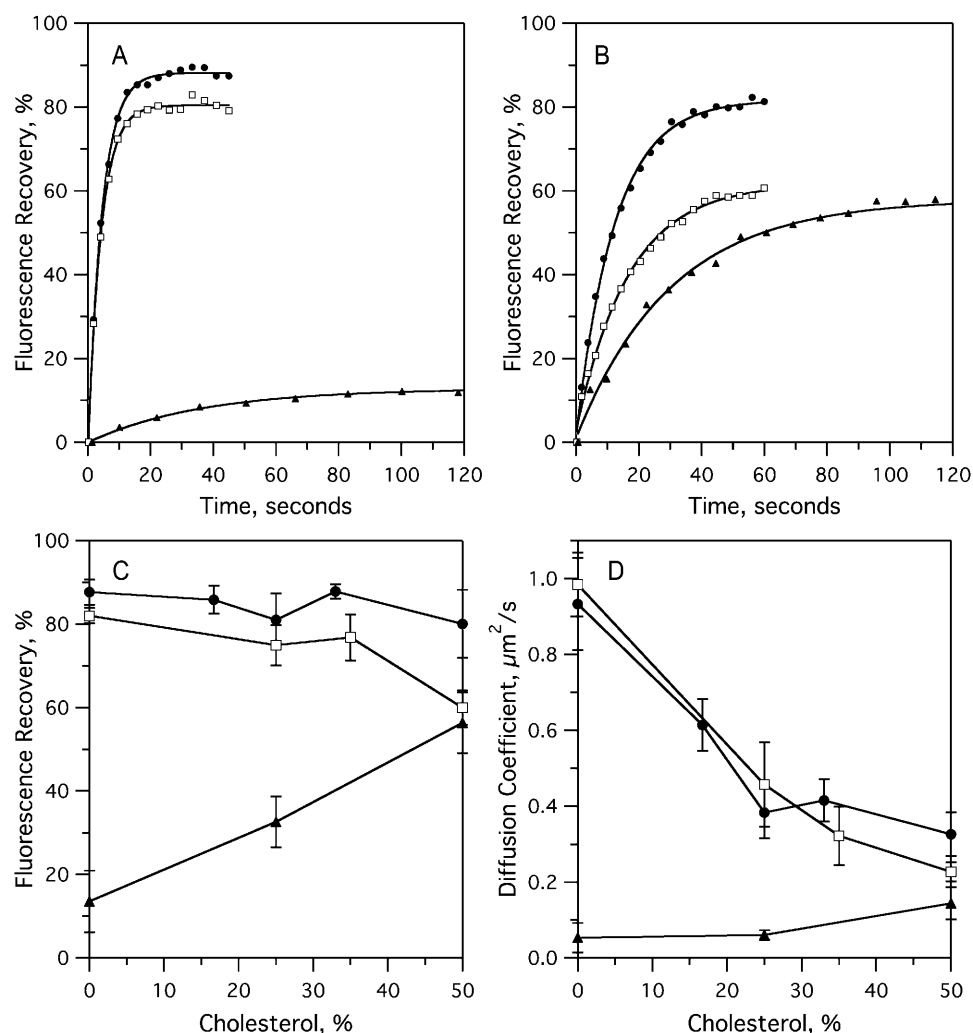 A
Fluorescence Recovery, %
100
80
60
40
20
0
0 20 40 60 80 100 120
Time, seconds
B
Fluorescence Recovery, %
100
80
60
40
20
0
0 20 40 60 80 100 120
Time, seconds
C
Fluorescence Recovery, %
100
80
60
40
20
0
0 10 20 30 40 50
Cholesterol, %
D
Diffusion Coefficient, μm²/s
1.0
0.8
0.6
0.4
0.2
0.0
0 10 20 30 40 50
Cholesterol, %